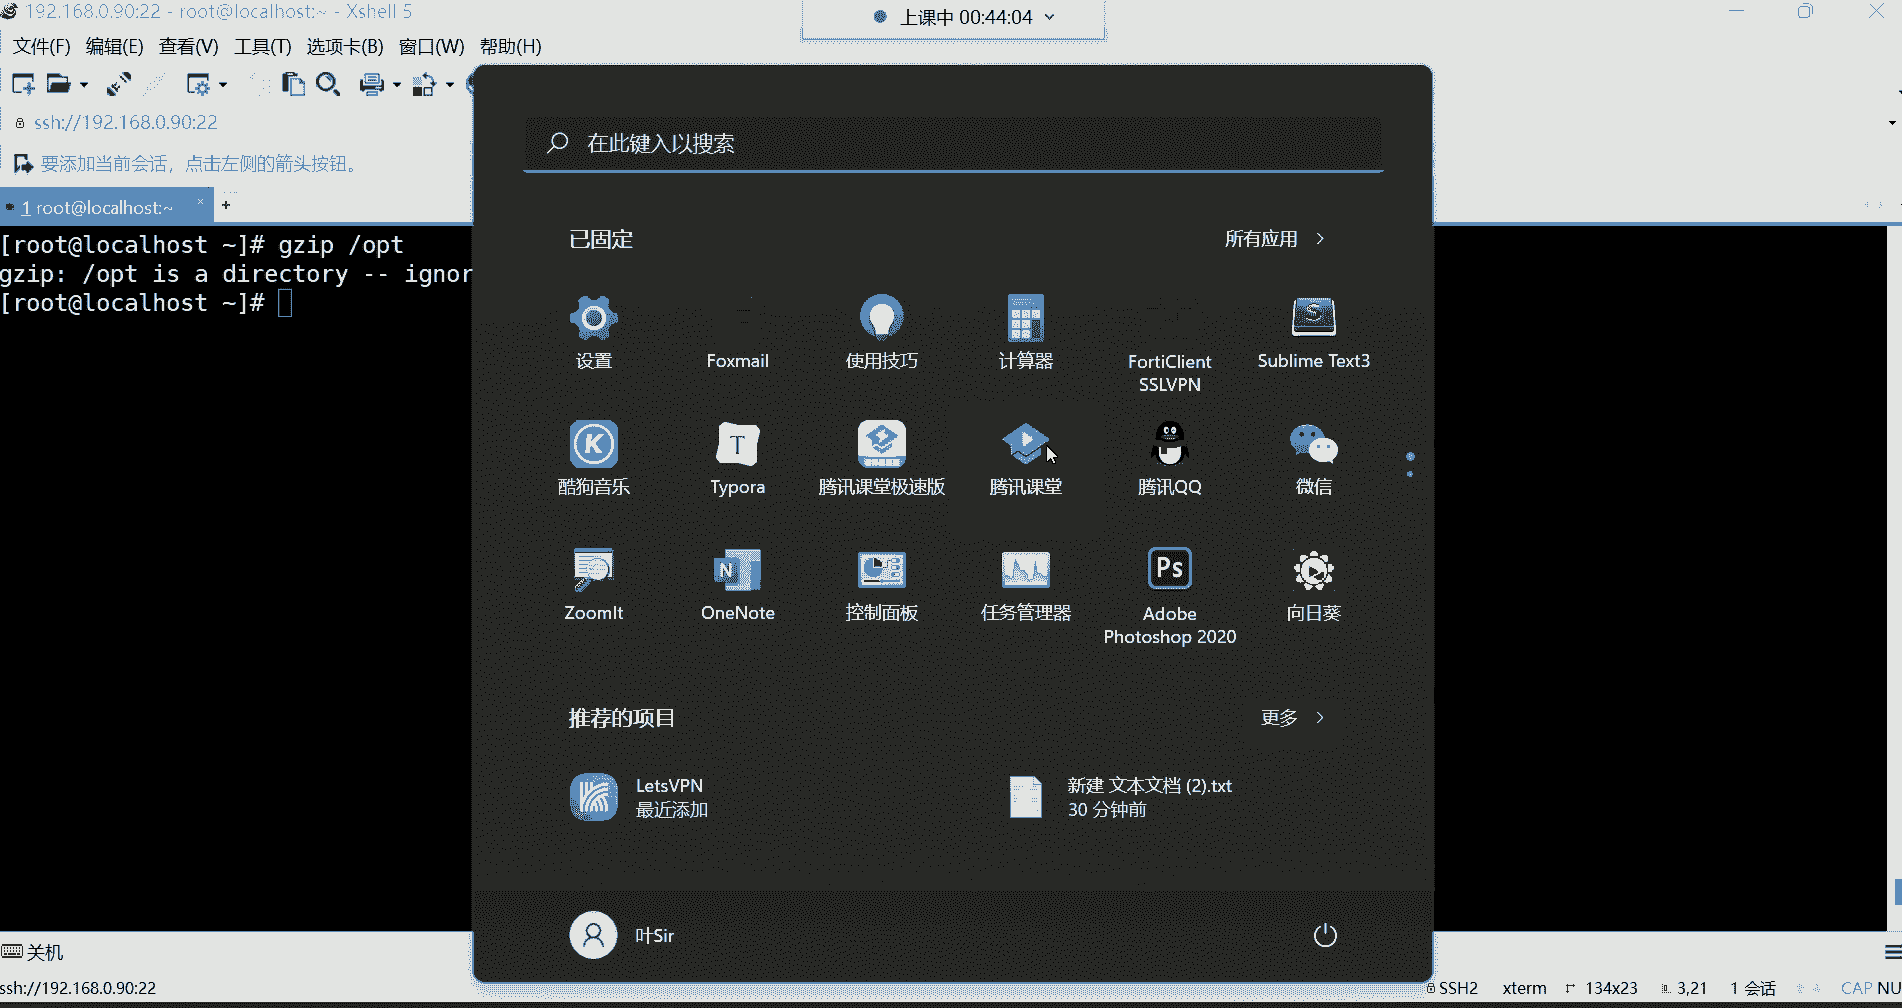 192.168.0.90:22 - root@localhost:~ - Xshell 5
上课中 00:44:04
文件(F) 编辑(E) 查看(V) 工具(T) 选项卡(B) 窗口(W) 帮助(H)
ssh://192.168.0.90:22
要添加当前会话，点击左侧的箭头按钮。
1 root@localhost:~ × +
[root@localhost ~]# gzip /opt
gzip: /opt is a directory -- ignor
[root@localhost ~]#
在此键入以搜索
已固定
所有应用 >
设置
Foxmail
使用技巧
计算器
FortiClient
SSLVPN
Sublime Text3
酷狗音乐
T
Typora
腾讯课堂极速版
腾讯课堂
腾讯QQ
微信
ZoomIt
N
OneNote
控制面板
任务管理器
Ps
Adobe
Photoshop 2020
向日葵
推荐的项目
更多 >
LetsVPN
最近添加
新建 文本文档 (2).txt
30 分钟前
叶Sir
关机
ssh://192.168.0.90:22
SSH2 xterm 134x23 3,21 1 会话 CAP NU